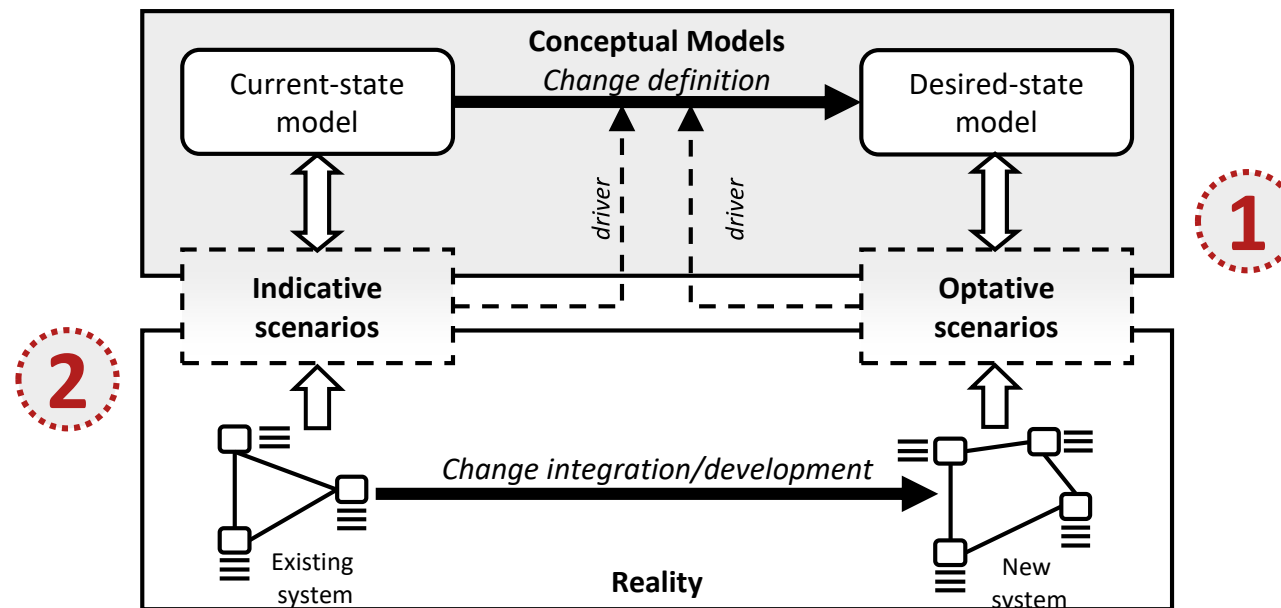 Conceptual Models
Current-state
model
Change definition
Desired-state
model
driver
driver
1
Indicative
scenarios
Optative
scenarios
2
Change integration/development
Existing
system
Reality
New
system